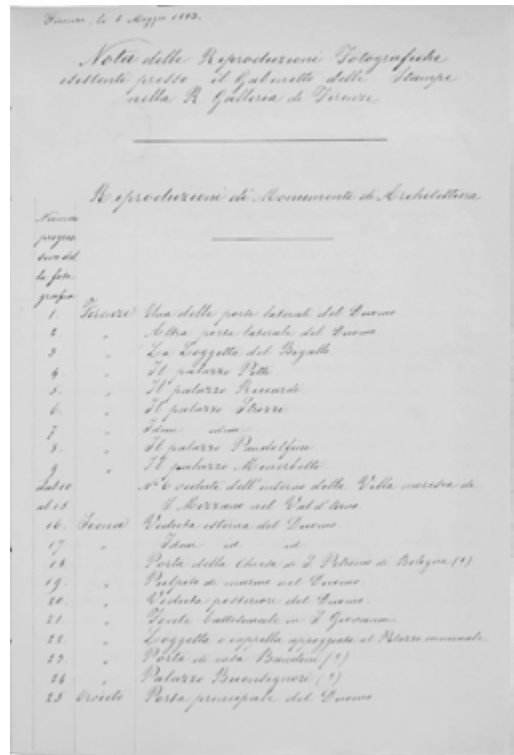 Firenze, li 6 Maggio 1883.
Nota delle Riproduzioni Fotografiche
esistenti presso il Gabinetto delle Stampe
nella R. Galleria di Firenze
Riproduzioni di Monumenti di Architettura
Numero
progres
sivo del
la foto
grafia
1. Firenze Una delle porte laterali del Duomo
2. " Altra porta laterale del Duomo
3 " La Loggetta del Bigallo
4 " Il palazzo Pitti
5. " Il palazzo Riccardi
6. " Il palazzo Strozzi
7 " Idem idem
8. " Il palazzo Pandolfini
9 " Il palazzo
dal 10 " N° 6 vedute dell'interno della Villa moresca di
al 15 S. Mezzano nel Val d'Arno
16. Siena Veduta esterna del Duomo
17. " Idem id. id.
18 " Porta della Chiesa di S. Petronio di Bologna (?)
19. " Pulpito di marmo nel Duomo
20. " Veduta posteriore del Duomo
21. " Fonte battesimale in S. Giovanni
22. " Loggetta o cappella appoggiata al Palazzo comunale
23 " Porta di casa Bandini (?)
24 " Palazzo Buonsignori (?)
25 Orvieto Porta principale del Duomo